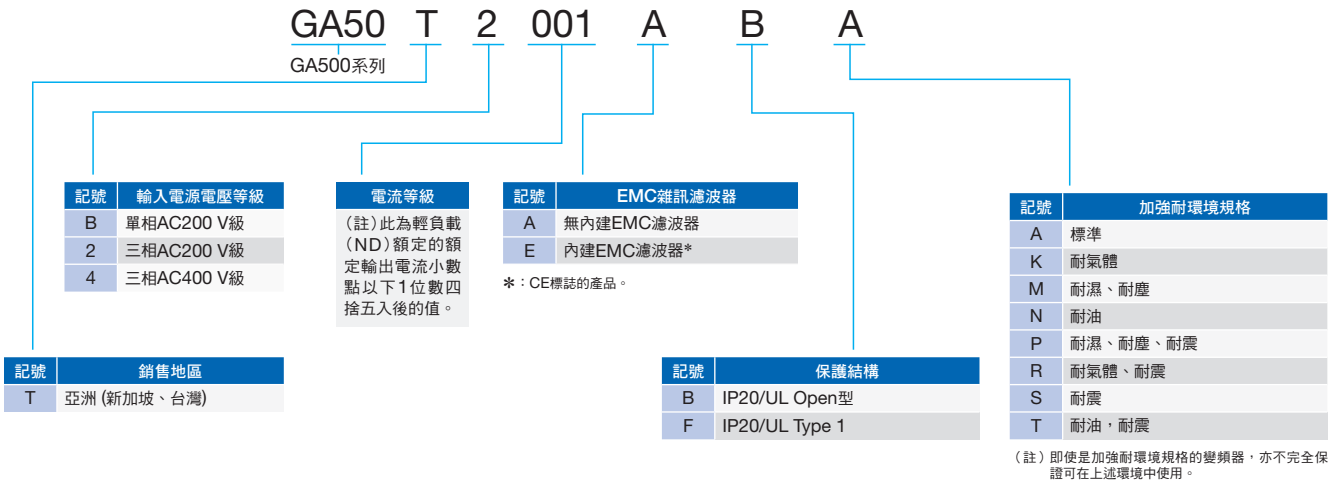 GA50 T 2 001 A B A
GA500系列
記號 輸入電源電壓等級
B 單相AC200 V級
2 三相AC200 V級
4 三相AC400 V級
電流等級
（註）此為輕負載
（ND）額定的額
定輸出電流小數
點以下1位數四
捨五入後的值。
記號 EMC雜訊濾波器
A 無內建EMC濾波器
E 內建EMC濾波器*
*：CE標誌的產品。
記號 加強耐環境規格
A 標準
K 耐氣體
M 耐濕、耐塵
N 耐油
P 耐濕、耐塵、耐震
R 耐氣體、耐震
S 耐震
T 耐油，耐震
（註）即使是加強耐環境規格的變頻器，亦不完全保
證可在上述環境中使用。
記號 銷售地區
T 亞洲 (新加坡、台灣)
記號 保護結構
B IP20/UL Open型
F IP20/UL Type 1